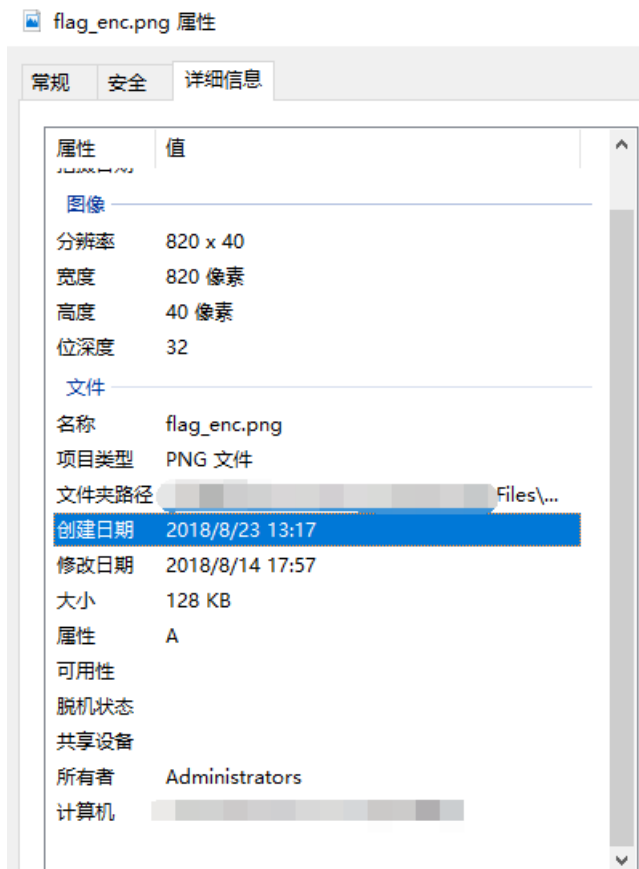 flag_enc.png 属性
常规 安全 详细信息
属性 值
拍摄日期
图像
分辨率 820 x 40
宽度 820 像素
高度 40 像素
位深度 32
文件
名称 flag_enc.png
项目类型 PNG 文件
文件夹路径 Files\...
创建日期 2018/8/23 13:17
修改日期 2018/8/14 17:57
大小 128 KB
属性 A
可用性
脱机状态
共享设备
所有者 Administrators
计算机